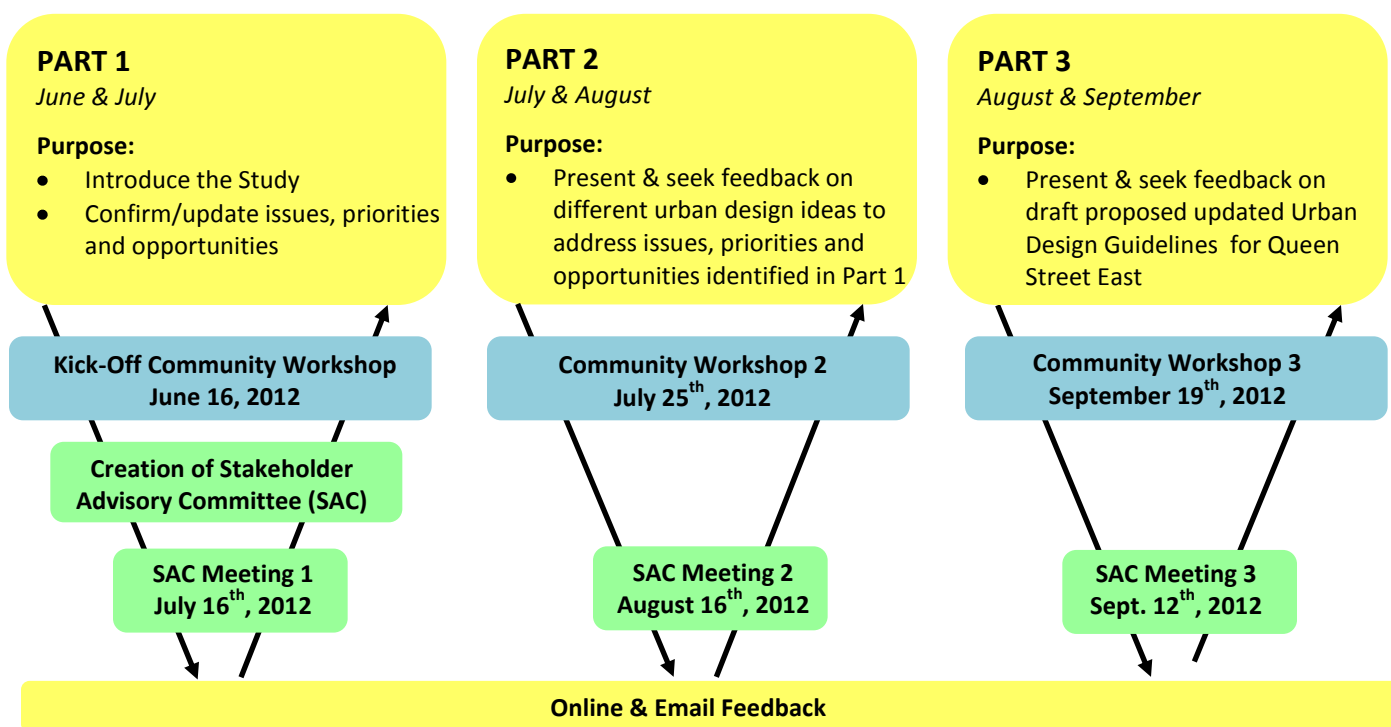 PART 1
June & July
Purpose:
• Introduce the Study
• Confirm/update issues, priorities
and opportunities
Kick-Off Community Workshop
June 16, 2012
Creation of Stakeholder
Advisory Committee (SAC)
SAC Meeting 1
July 16th, 2012
PART 2
July & August
Purpose:
• Present & seek feedback on
different urban design ideas to
address issues, priorities and
opportunities identified in Part 1
Community Workshop 2
July 25th, 2012
SAC Meeting 2
August 16th, 2012
PART 3
August & September
Purpose:
• Present & seek feedback on
draft proposed updated Urban
Design Guidelines for Queen
Street East
Community Workshop 3
September 19th, 2012
SAC Meeting 3
Sept. 12th, 2012
Online & Email Feedback